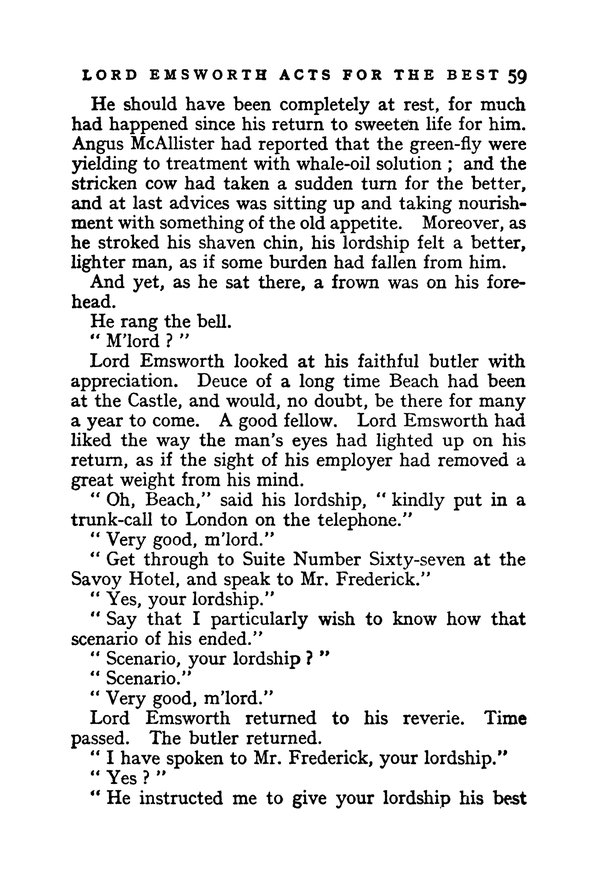 LORD EMSWORTH ACTS FOR THE BEST 59
He should have been completely at rest, for much
had happened since his return to sweeten life for him.
Angus McAllister had reported that the green-fly were
yielding to treatment with whale-oil solution ; and the
stricken cow had taken a sudden turn for the better,
and at last advices was sitting up and taking nourish-
ment with something of the old appetite. Moreover, as
he stroked his shaven chin, his lordship felt a better,
lighter man, as if some burden had fallen from him.
And yet, as he sat there, a frown was on his fore-
head.
He rang the bell.
" M'lord ? "
Lord Emsworth looked at his faithful butler with
appreciation. Deuce of a long time Beach had been
at the Castle, and would, no doubt, be there for many
a year to come. A good fellow. Lord Emsworth had
liked the way the man's eyes had lighted up on his
return, as if the sight of his employer had removed a
great weight from his mind.
" Oh, Beach," said his lordship, " kindly put in a
trunk-call to London on the telephone."
" Very good, m'lord."
" Get through to Suite Number Sixty-seven at the
Savoy Hotel, and speak to Mr. Frederick."
" Yes, your lordship."
" Say that I particularly wish to know how that
scenario of his ended."
" Scenario, your lordship ? "
" Scenario."
" Very good, m'lord."
Lord Emsworth returned to his reverie. Time
passed. The butler returned.
" I have spoken to Mr. Frederick, your lordship."
" Yes ? "
" He instructed me to give your lordship his best